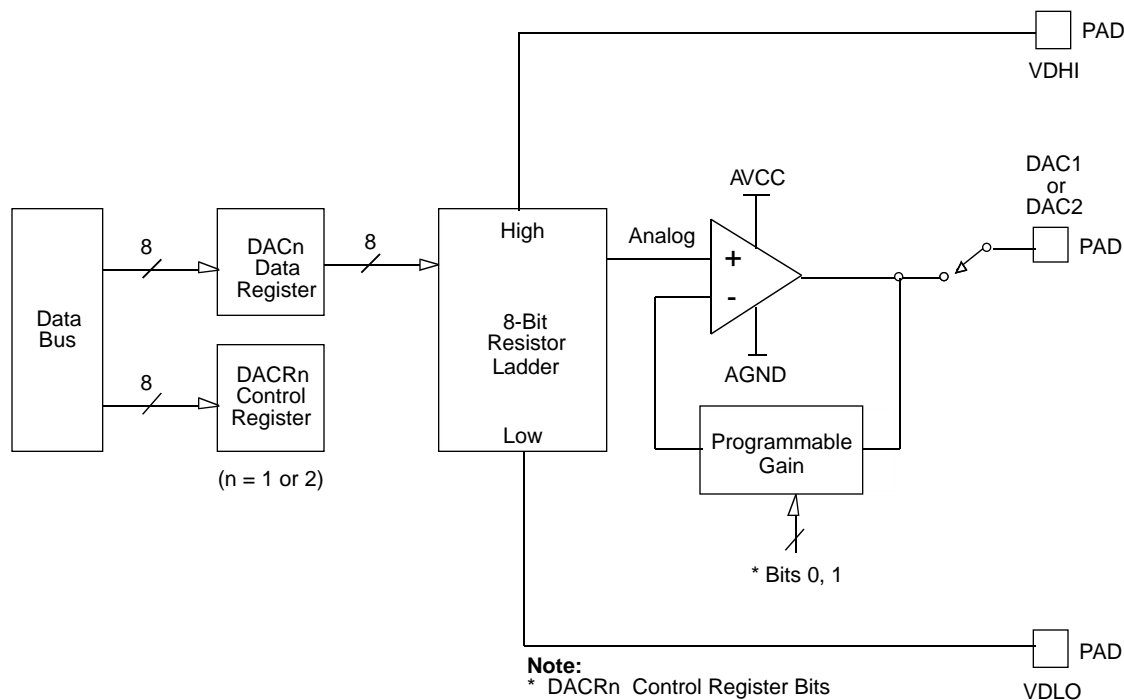 PAD
VDHI
DAC1
or
DAC2
PAD
AVCC
Analog
+
-
AGND
High
8-Bit
Resistor
Ladder
Low
8
DACn
Data
Register
8
Data
Bus
8
DACRn
Control
Register
(n = 1 or 2)
Programmable
Gain
* Bits 0, 1
PAD
VDLO
Note:
* DACRn Control Register Bits